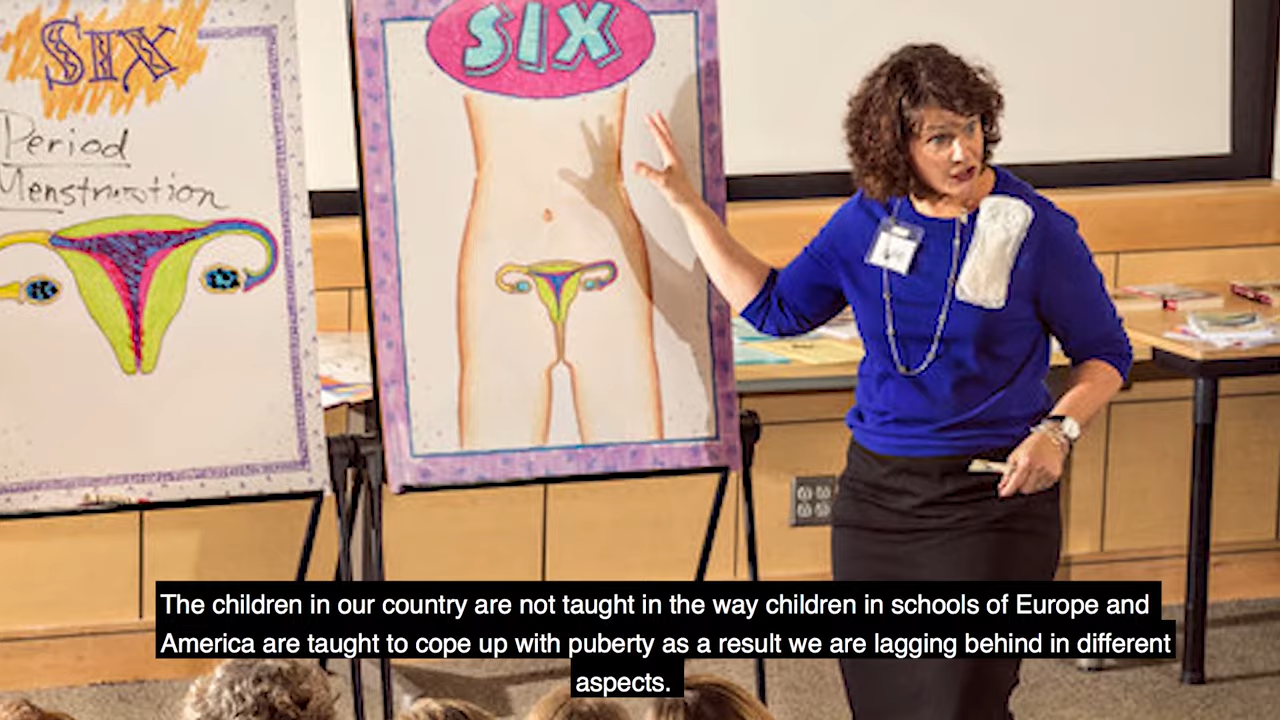 SIX
Period
Menstruation
SIX
The children in our country are not taught in the way children in schools of Europe and
America are taught to cope up with puberty as a result we are lagging behind in different
aspects.